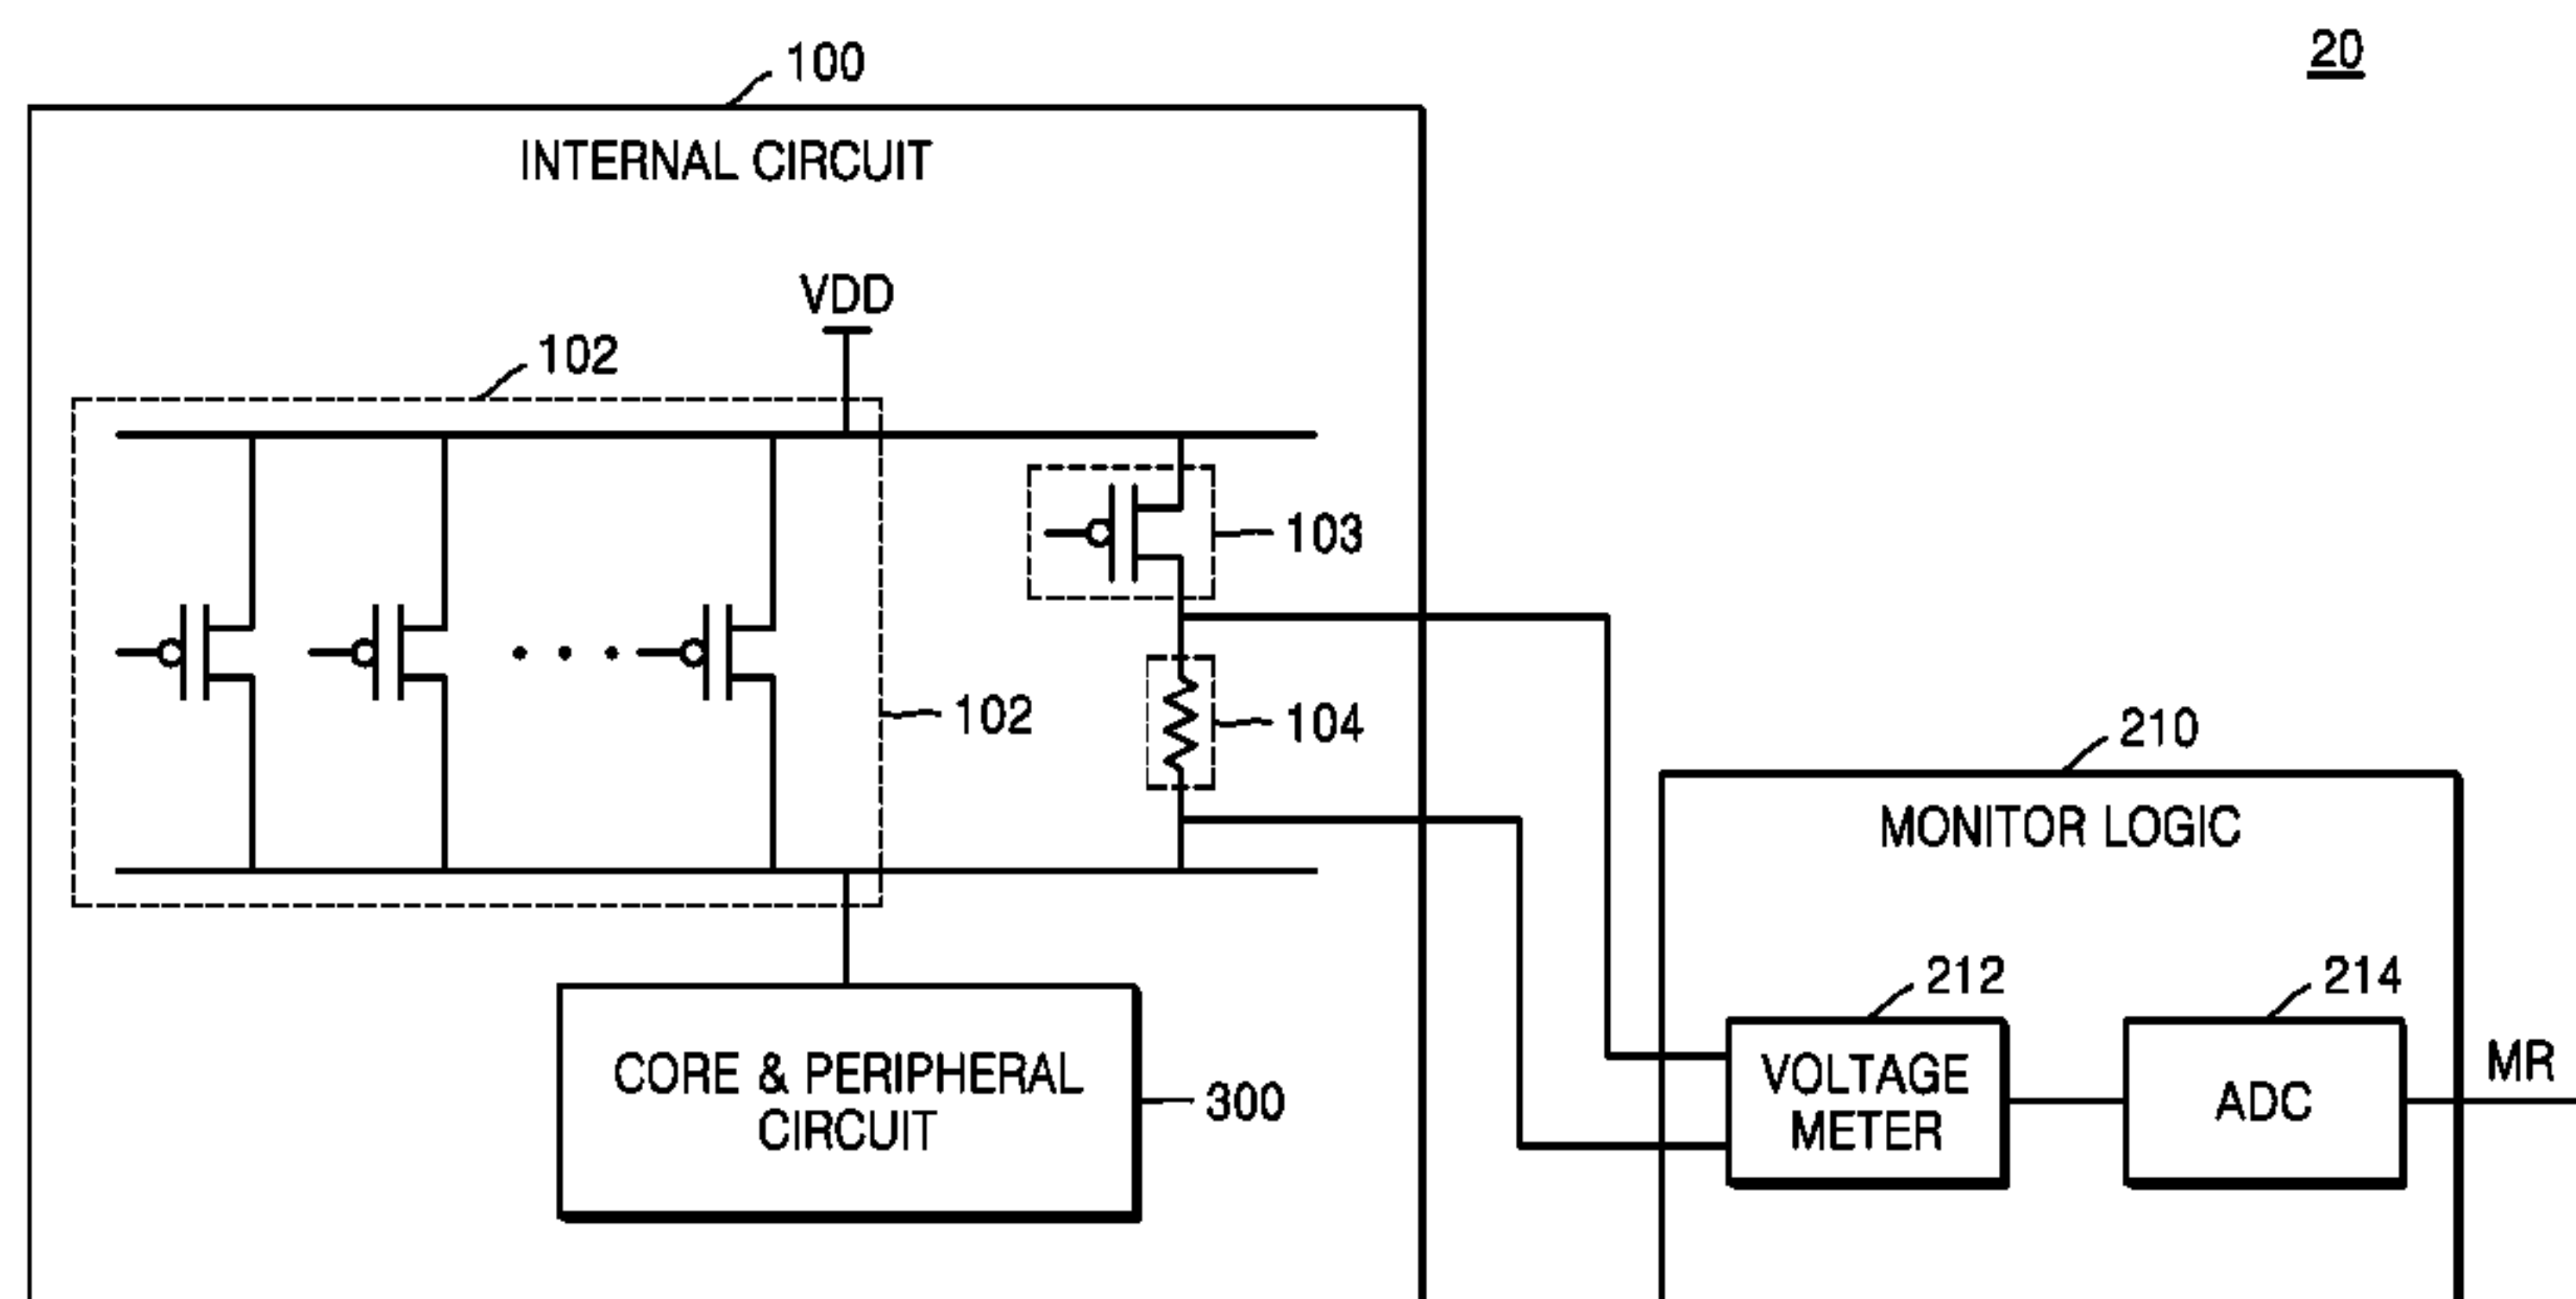 20
100
INTERNAL CIRCUIT
VDD
102
103
102
104
210
MONITOR LOGIC
212
214
VOLTAGE
METER
ADC
MR
CORE & PERIPHERAL
CIRCUIT
300